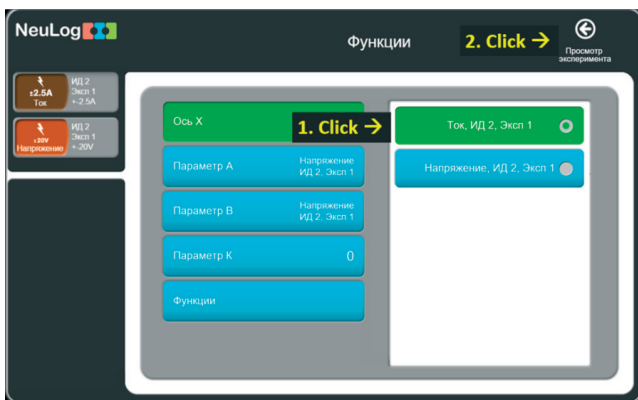 NeuLog
Функции
2. Click →
Просмотр
эксперимента
±2.5A
Ток
ИД 2
Эксп 1
+-2.5A
±20V
Напряжение
ИД 2
Эксп 1
+-20V
Ось X
1. Click →
Ток, ИД 2, Эксп 1
Параметр А
Напряжение
ИД 2, Эксп 1
Напряжение, ИД 2, Эксп 1
Параметр В
Напряжение
ИД 2, Эксп 1
Параметр К
0
Функции